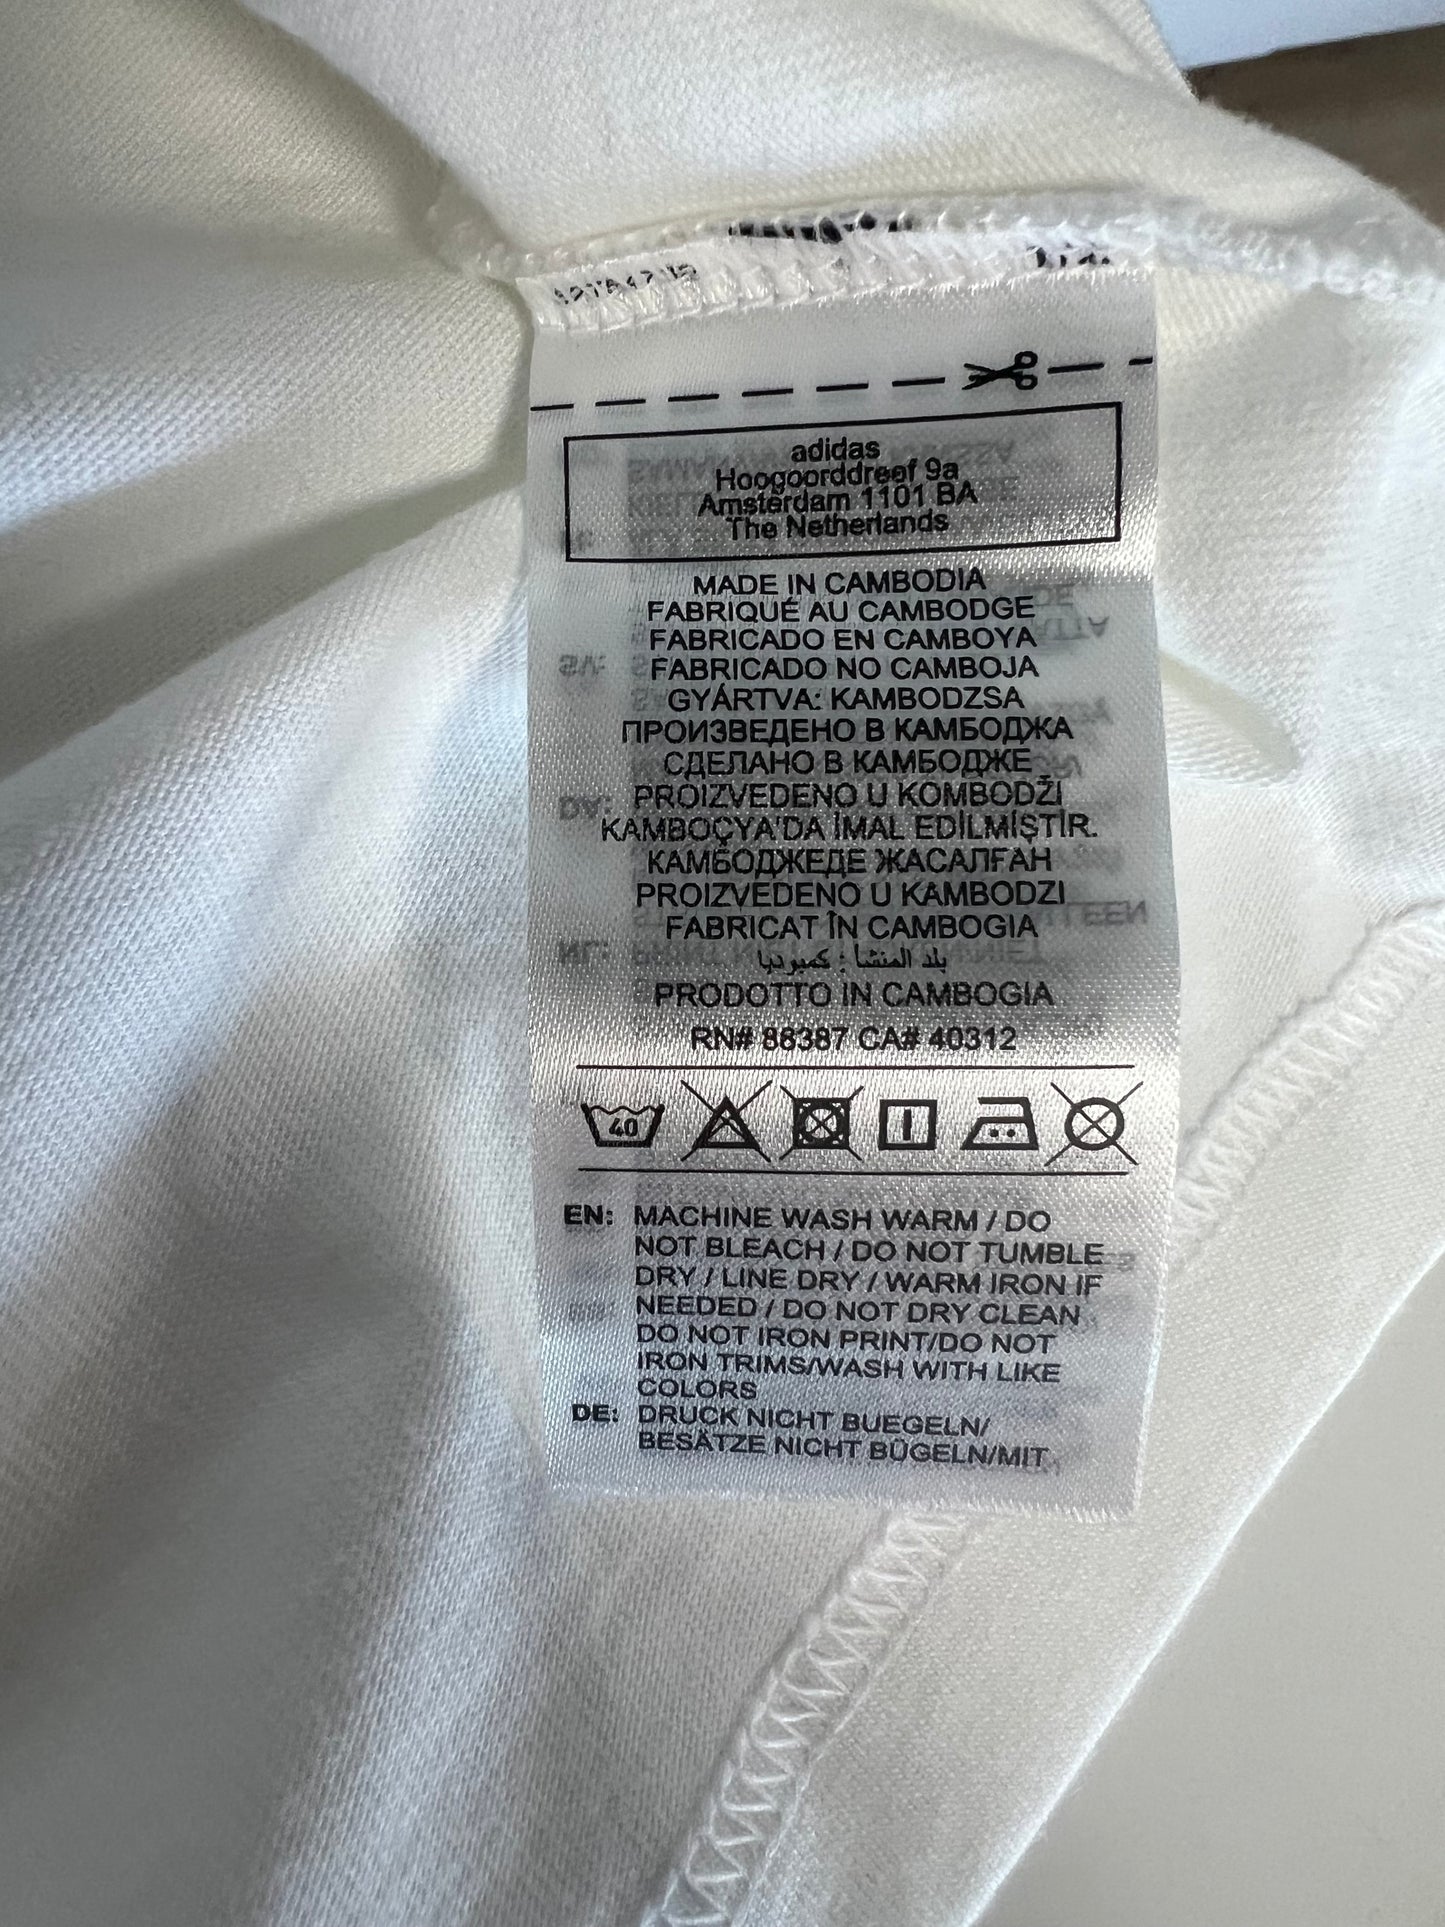 adidas
Hoogoorddreef 9a
Amsterdam 1101 BA
The Netherlands
MADE IN CAMBODIA
FABRIQUÉ AU CAMBODGE
FABRICADO EN CAMBOYA
FABRICADO NO CAMBOJA
GYÁRTVA: KAMBODZSA
ПРОИЗВЕДЕНО В КАМБОДЖА
СДЕЛАНО В КАМБОДЖЕ
PROIZVEDENO U KOMBODŽI
KAMBOÇYA'DA İMAL EDİLMİŞTİR.
КАМБОДЖЕДЕ ЖАСАЛҒАН
PROIZVEDENO U KAMBODZI
FABRICAT ÎN CAMBOGIA
بلد المنشأ : كمبوديا
PRODOTTO IN CAMBOGIA
RN# 88387 CA# 40312
40
EN: MACHINE WASH WARM / DO
NOT BLEACH / DO NOT TUMBLE
DRY / LINE DRY / WARM IRON IF
NEEDED / DO NOT DRY CLEAN
DO NOT IRON PRINT/DO NOT
IRON TRIMS/WASH WITH LIKE
COLORS
DE: DRUCK NICHT BUEGELN/
BESÄTZE NICHT BÜGELN/MIT